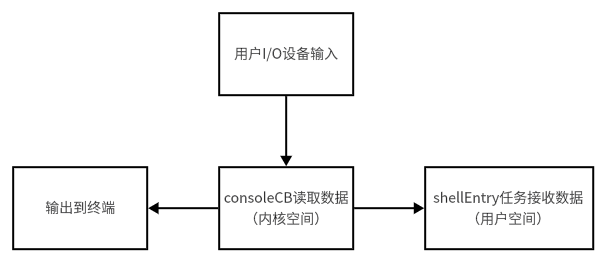 用户I/O设备输入
输出到终端
consoleCB读取数据
（内核空间）
shellEntry任务接收数据
（用户空间）